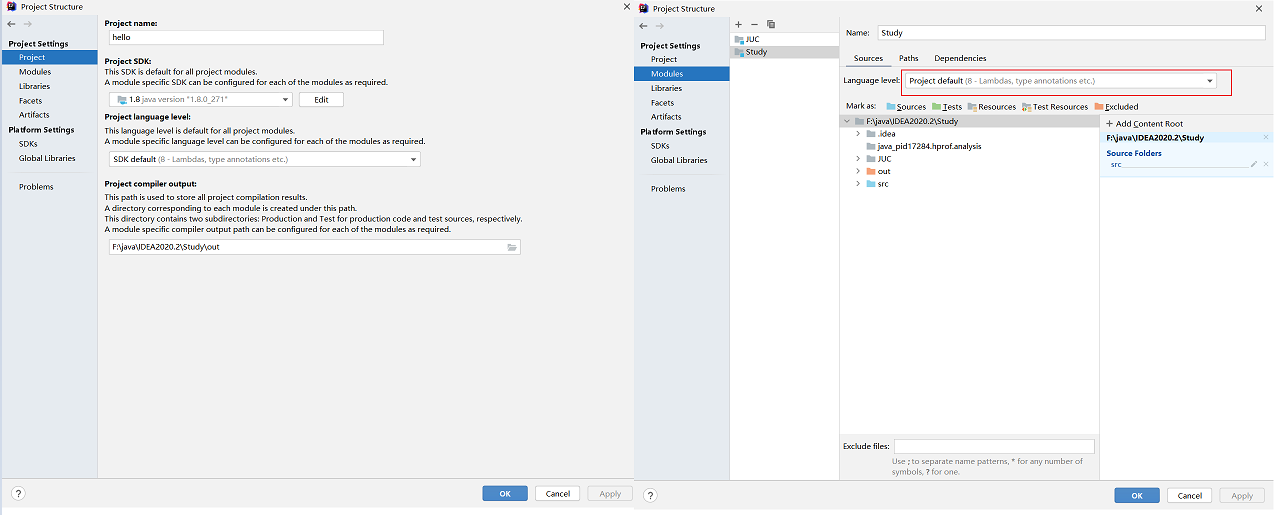 Project Structure
Project Settings
Project
Modules
Libraries
Facets
Artifacts
Platform Settings
SDKs
Global Libraries
Problems
Project name:
hello
Project SDK:
This SDK is default for all project modules.
A module specific SDK can be configured for each of the modules as required.
1.8 java version "1.8.0_271"
Edit
Project language level:
This language level is default for all project modules.
A module specific language level can be configured for each of the modules as required.
SDK default (8 - Lambdas, type annotations etc.)
Project compiler output:
This path is used to store all project compilation results.
A directory corresponding to each module is created under this path.
This directory contains two subdirectories: Production and Test for production code and test sources, respectively.
A module specific compiler output path can be configured for each of the modules as required.
F:\java\IDEA2020.2\Study\out
?
OK
Cancel
Apply
Project Structure
Project Settings
Project
Modules
Libraries
Facets
Artifacts
Platform Settings
SDKs
Global Libraries
Problems
JUC
Study
Name: Study
Sources Paths Dependencies
Language level: Project default (8 - Lambdas, type annotations etc.)
Mark as: Sources Tests Resources Test Resources Excluded
F:\java\IDEA2020.2\Study
.idea
java_pid17284.hprof.analysis
JUC
out
src
+ Add Content Root
F:\java\IDEA2020.2\Study
Source Folders
src
Exclude files:
Use ; to separate name patterns, * for any number of
symbols, ? for one.
?
OK
Cancel
Apply